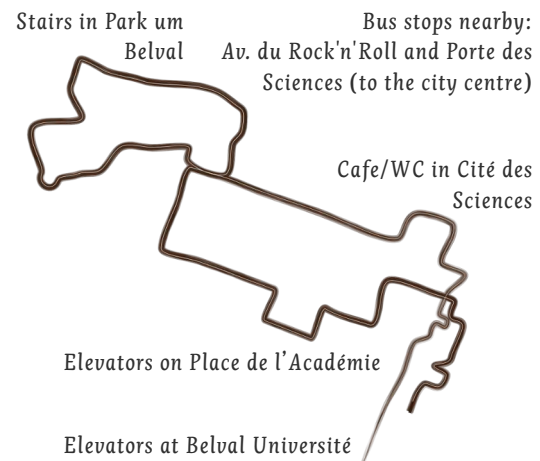 Stairs in Park um
Belval
Bus stops nearby:
Av. du Rock'n'Roll and Porte des
Sciences (to the city centre)
Cafe/WC in Cité des
Sciences
Elevators on Place de l’Académie
Elevators at Belval Université